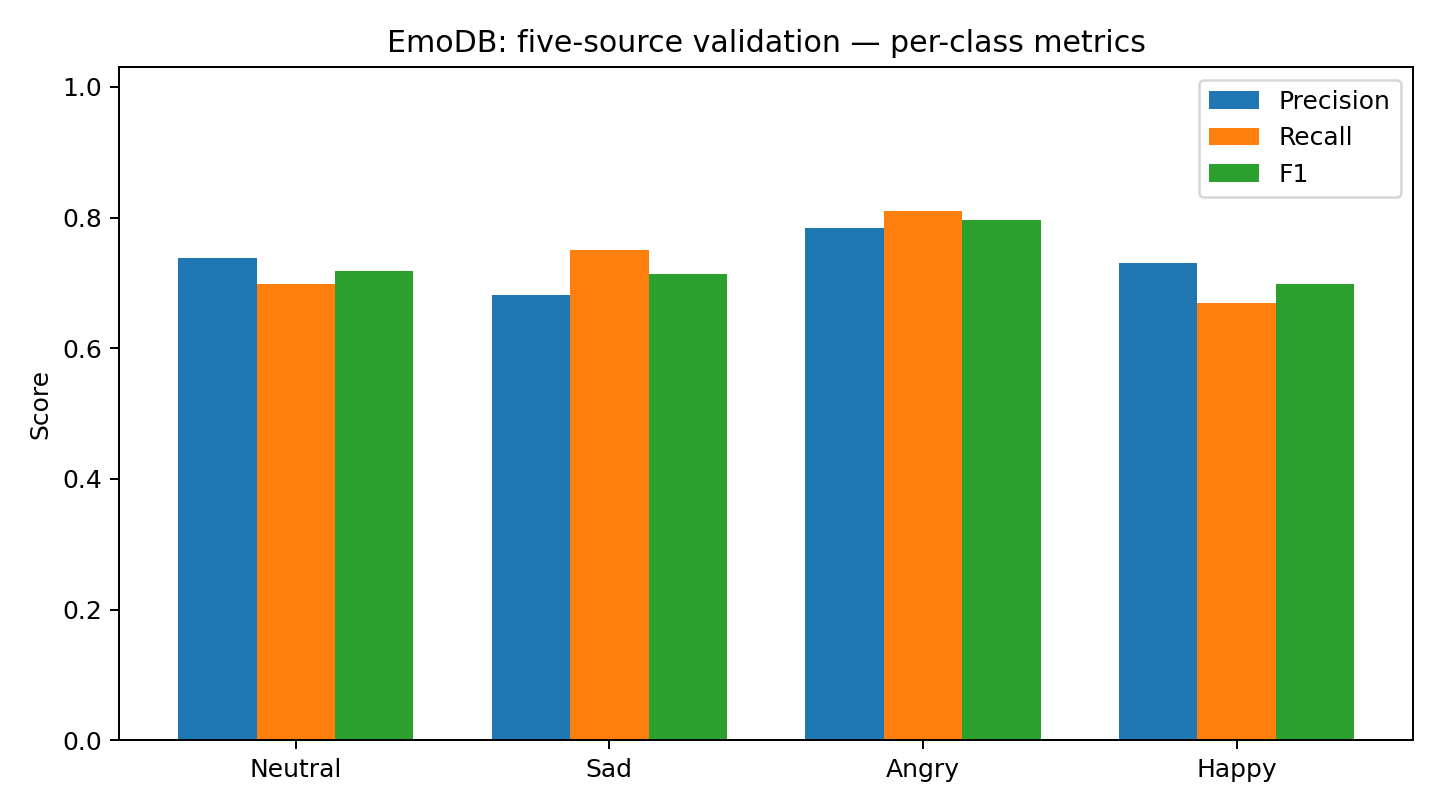 EmoDB: five-source validation — per-class metrics
1.0
0.8
0.6
0.4
0.2
0.0
Score
Precision
Recall
F1
Neutral
Sad
Angry
Happy